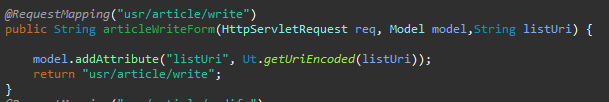 @RequestMapping("usr/article/write")
public String articleWriteForm(HttpServletRequest req, Model model,String listUri) {
model.addAttribute("listUri", Ut.getUriEncoded(listUri));
return "usr/article/write";
}